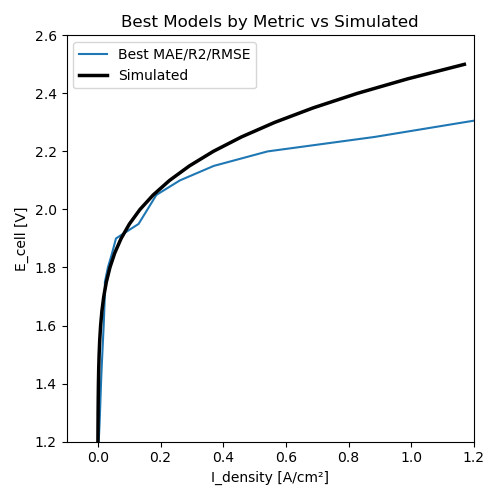 Best Models by Metric vs Simulated
Best MAE/R2/RMSE
Simulated
E_cell [V]
2.6
2.4
2.2
2.0
1.8
1.6
1.4
1.2
0.0 0.2 0.4 0.6 0.8 1.0 1.2
I_density [A/cm²]